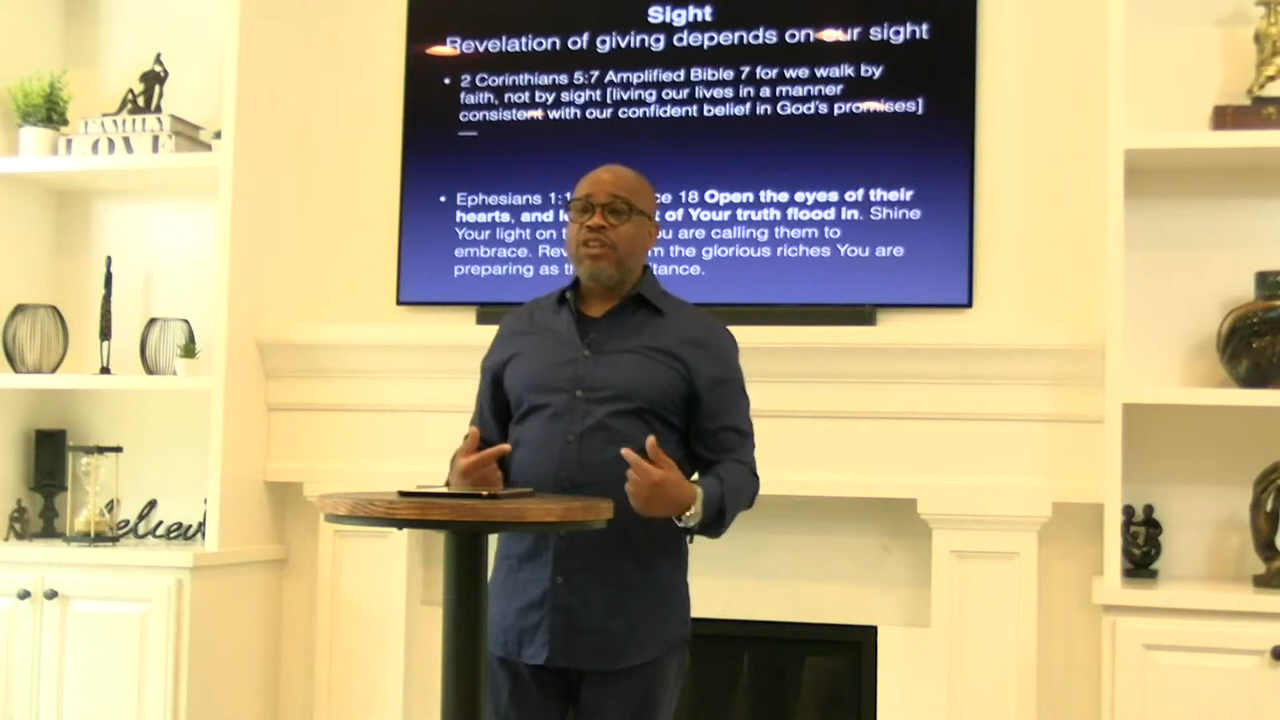 Sight
Revelation of giving depends on our sight
• 2 Corinthians 5:7 Amplified Bible 7 for we walk by
faith, not by sight [living our lives in a manner
consistent with our confident belief in God's promises]
—
• Ephesians 1:1 18 Open the eyes of their
hearts, and of Your truth flood in. Shine
Your light on you are calling them to
embrace. the glorious riches You are
preparing as
FAMILY
LOVE
Believe